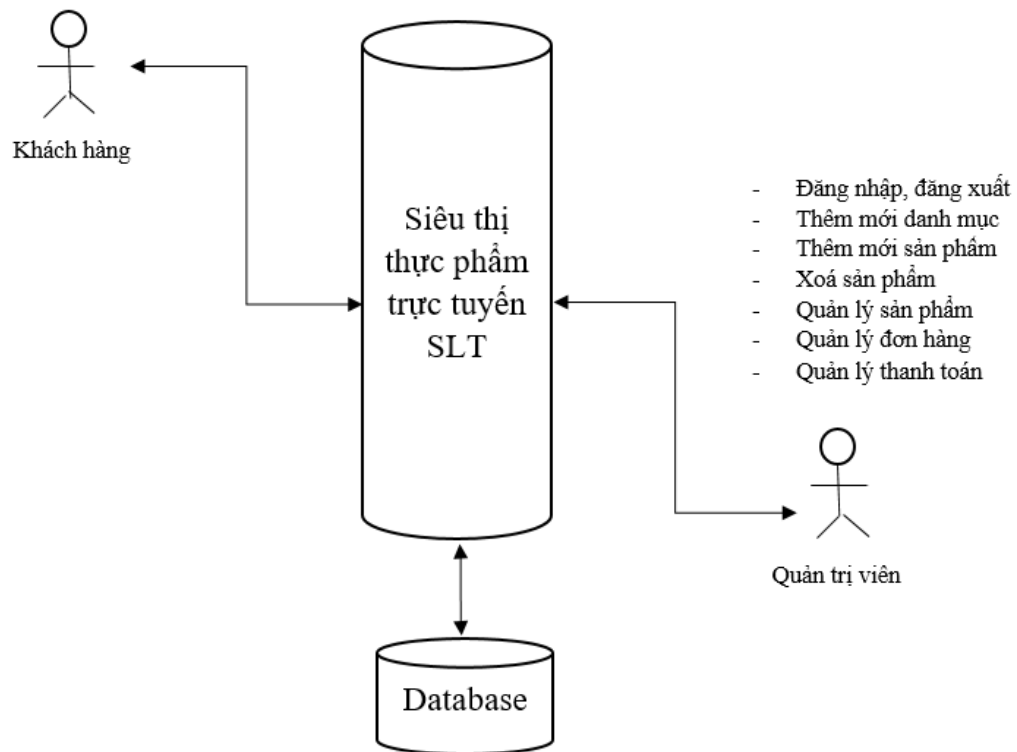 Khách hàng
Siêu thị
thực phẩm
trực tuyến
SLT
- Đăng nhập, đăng xuất
- Thêm mới danh mục
- Thêm mới sản phẩm
- Xoá sản phẩm
- Quản lý sản phẩm
- Quản lý đơn hàng
- Quản lý thanh toán
Quản trị viên
Database